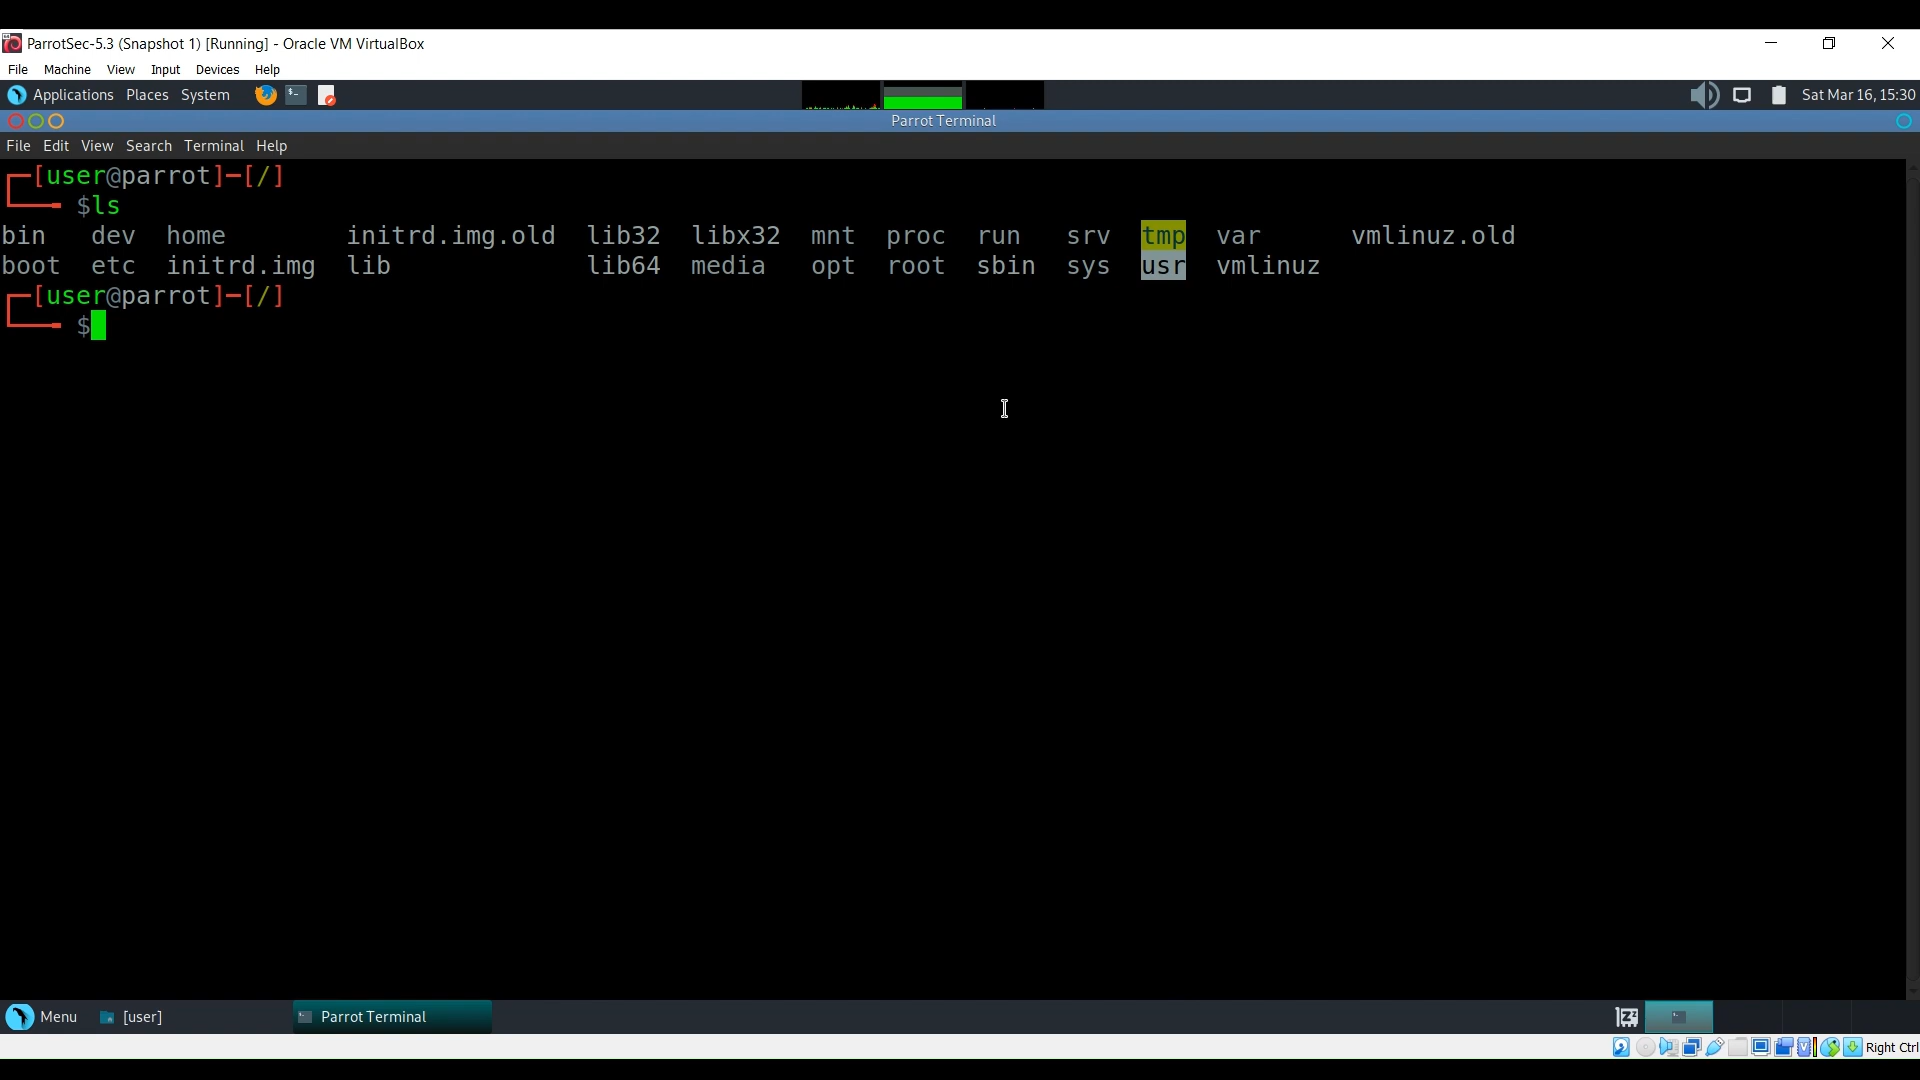 ParrotSec-5.3 (Snapshot 1) [Running] - Oracle VM VirtualBox
File Machine View Input Devices Help
Applications Places System Sat Mar 16, 15:30
Parrot Terminal
File Edit View Search Terminal Help
[user@parrot]-[/]
$ls
bin dev home initrd.img.old lib32 libx32 mnt proc run srv tmp var vmlinuz.old
boot etc initrd.img lib lib64 media opt root sbin sys usr vmlinuz
[user@parrot]-[/]
$
Menu [user] Parrot Terminal
Right Ctrl